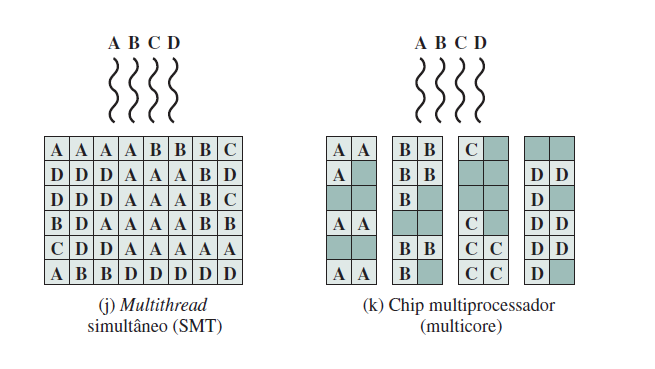 A B C D
A A A A B B B C
D D D A A A B D
D D D A A A B C
B D A A A A B B
C D D A A A A A
A B B D D D D D
(j) Multithread
simultâneo (SMT)
A B C D
A A B B C
A B B D D
B D
A A C D D
B B C C D D
A A B C C D
(k) Chip multiprocessador
(multicore)